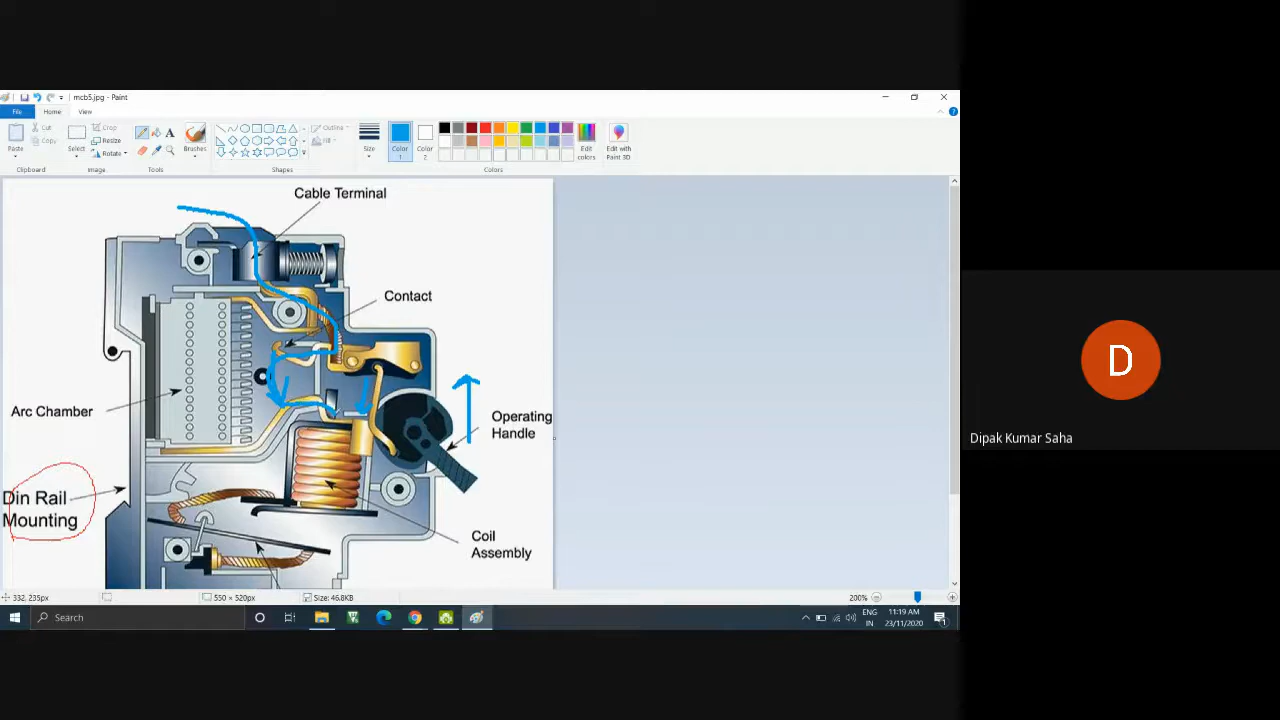 mcb5.jpg - Paint
File
Home
View
Paste
Cut
Copy
Clipboard
Select
Crop
Resize
Rotate
Image
A
Tools
Brushes
Outline
Fill
Shapes
Size
Color
1
Color
2
Edit
colors
Edit with
Paint 3D
Colors
Cable Terminal
Contact
Arc Chamber
Operating
Handle
Din Rail
Mounting
Coil
Assembly
D
Dipak Kumar Saha
332, 235px
550 × 520px
Size: 46.8KB
200%
Search
ENG
IN
11:19 AM
23/11/2020